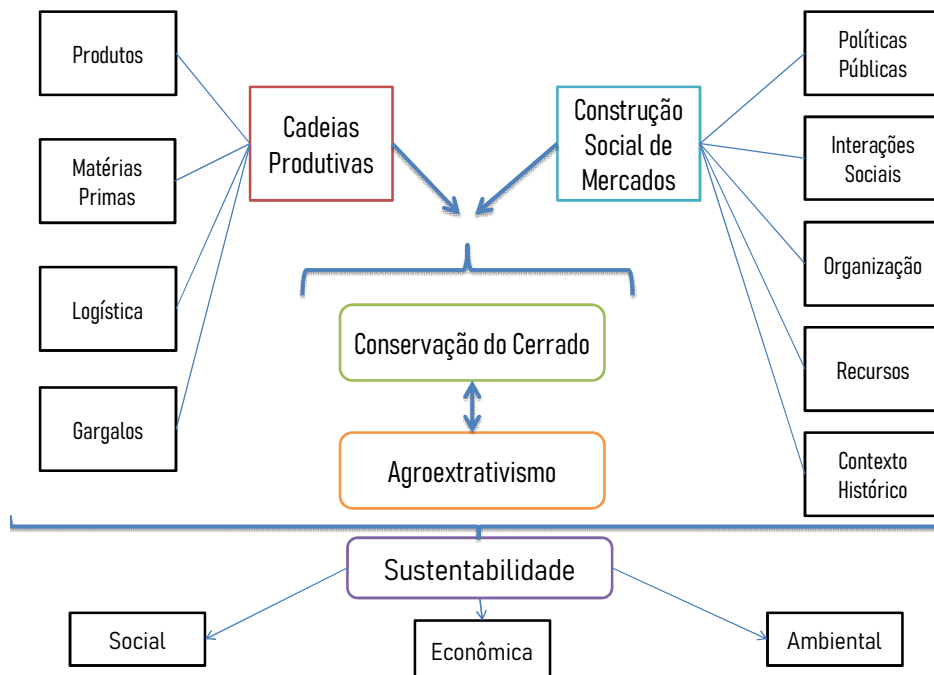 Produtos
Matérias
Primas
Logística
Gargalos
Cadeias
Produtivas
Construção
Social de
Mercados
Políticas
Públicas
Interações
Sociais
Organização
Recursos
Contexto
Histórico
Conservação do Cerrado
Agroextrativismo
Sustentabilidade
Social
Econômica
Ambiental